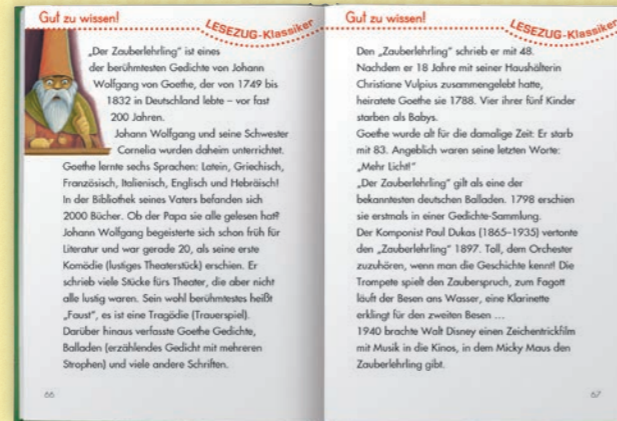 Gut zu wissen!
LESEZUG-Klassiker
„Der Zauberlehrling“ ist eines
der berühmtesten Gedichte von Johann
Wolfgang von Goethe, der von 1749 bis
1832 in Deutschland lebte – vor fast
200 Jahren.
Johann Wolfgang und seine Schwester
Cornelia wurden daheim unterrichtet.
Goethe lernte sechs Sprachen: Latein, Griechisch,
Französisch, Italienisch, Englisch und Hebräisch!
In der Bibliothek seines Vaters befanden sich
2000 Bücher. Ob der Papa sie alle gelesen hat?
Johann Wolfgang begeisterte sich schon früh für
Literatur und war gerade 20, als seine erste
Komödie (lustiges Theaterstück) erschien. Er
schrieb viele Stücke fürs Theater, die aber nicht
alle lustig waren. Sein wohl berühmtestes heißt
„Faust“, es ist eine Tragödie (Trauerspiel).
Darüber hinaus verfasste Goethe Gedichte,
Balladen (erzählendes Gedicht mit mehreren
Strophen) und viele andere Schriften.
66
Gut zu wissen!
LESEZUG-Klassiker
Den „Zauberlehrling“ schrieb er mit 48.
Nachdem er 18 Jahre mit seiner Haushälterin
Christiane Vulpius zusammengelebt hatte,
heiratete Goethe sie 1788. Vier ihrer fünf Kinder
starben als Babys.
Goethe wurde alt für die damalige Zeit: Er starb
mit 83. Angeblich waren seine letzten Worte:
„Mehr Licht!“
„Der Zauberlehrling“ gilt als eine der
bekanntesten deutschen Balladen. 1798 erschien
sie erstmals in einer Gedichte-Sammlung.
Der Komponist Paul Dukas (1865–1935) vertonte
den „Zauberlehrling“ 1897. Toll, dem Orchester
zuzuhören, wenn man die Geschichte kennt! Die
Trompete spielt den Zauberspruch, zum Fagott
läuft der Besen ans Wasser, eine Klarinette
erklingt für den zweiten Besen ...
1940 brachte Walt Disney einen Zeichentrickfilm
mit Musik in die Kinos, in dem Micky Maus den
Zauberlehrling gibt.
67